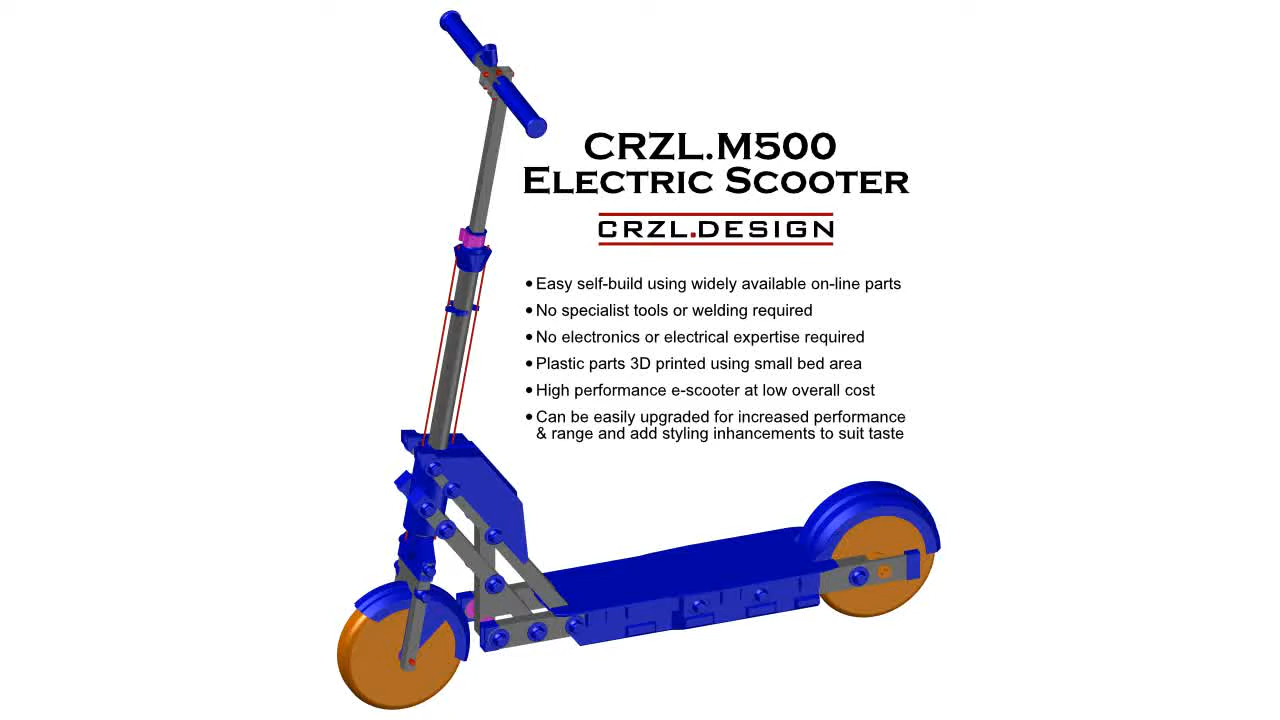 CRZL.M500
ELECTRIC SCOOTER
CRZL.DESIGN
• Easy self-build using widely available on-line parts
• No specialist tools or welding required
• No electronics or electrical expertise required
• Plastic parts 3D printed using small bed area
• High performance e-scooter at low overall cost
• Can be easily upgraded for increased performance
& range and add styling inhancements to suit taste